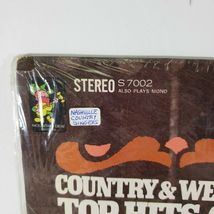 STEREO S 7002
ALSO PLAYS MONO
NASHVILLE
COUNTRY
SINGERS
COUNTRY & WE
TOP HITS